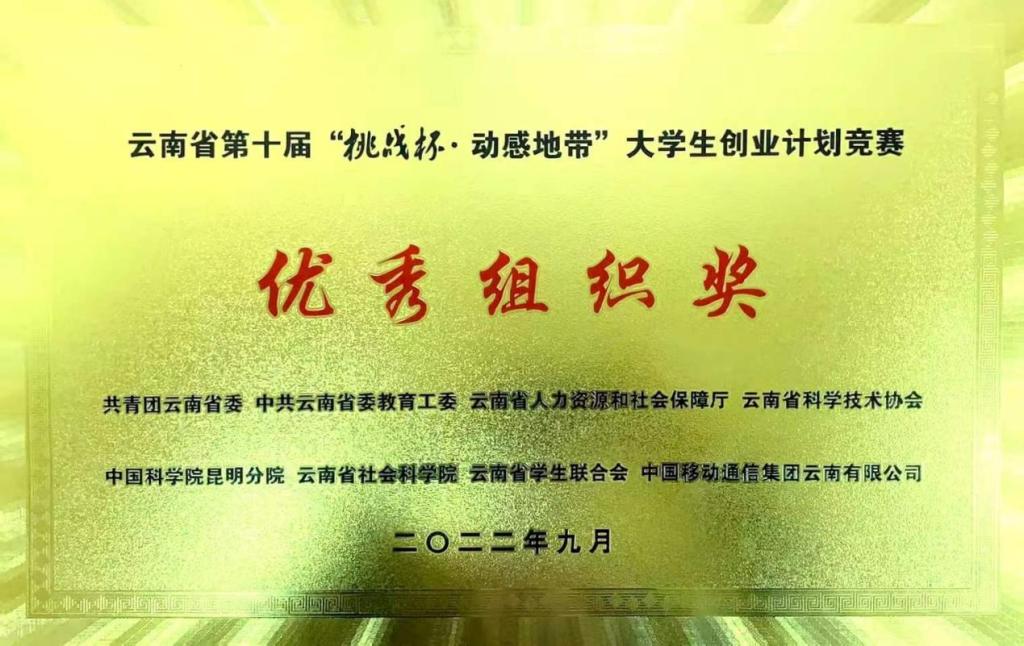 云南省第十届“挑战杯·动感地带”大学生创业计划竞赛
优秀组织奖
共青团云南省委 中共云南省委教育工委 云南省人力资源和社会保障厅 云南省科学技术协会
中国科学院昆明分院 云南省社会科学院 云南省学生联合会 中国移动通信集团云南有限公司
二〇二二年九月